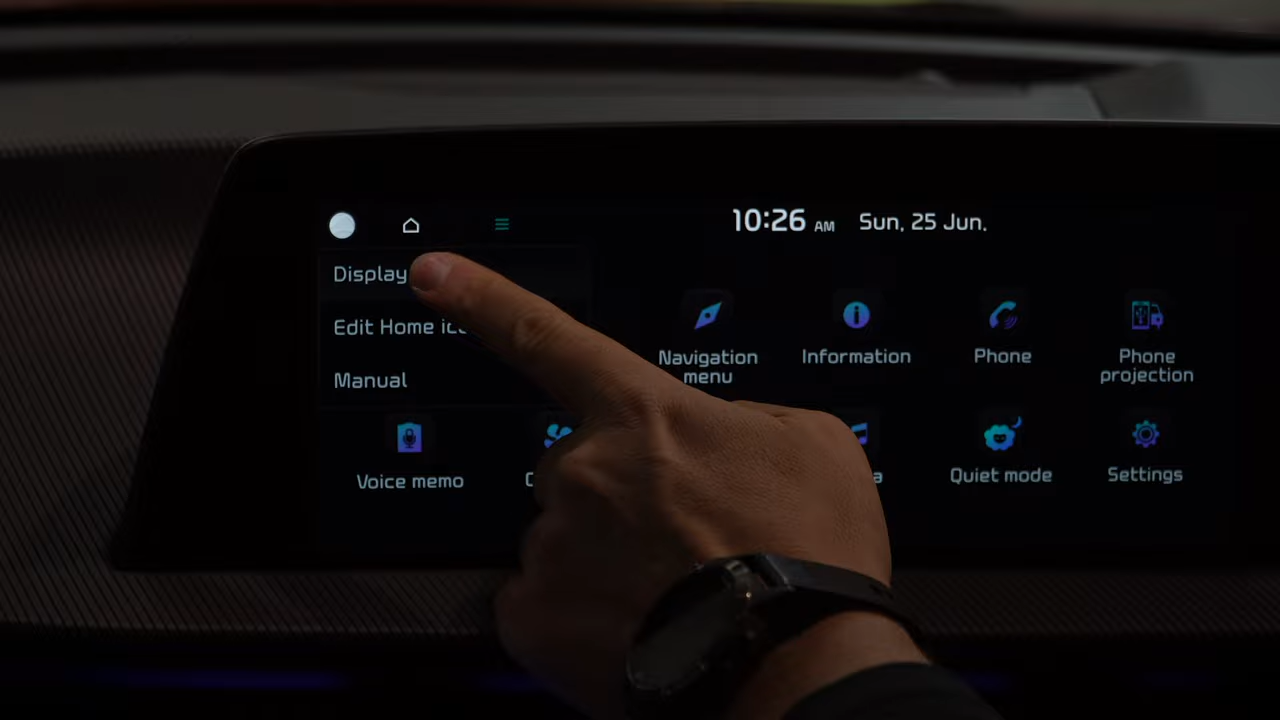 10:26 AM Sun, 25 Jun.
Display
Edit Home
Manual
Navigation
menu
Information
Phone
Phone
projection
Voice memo
Quiet mode
Settings